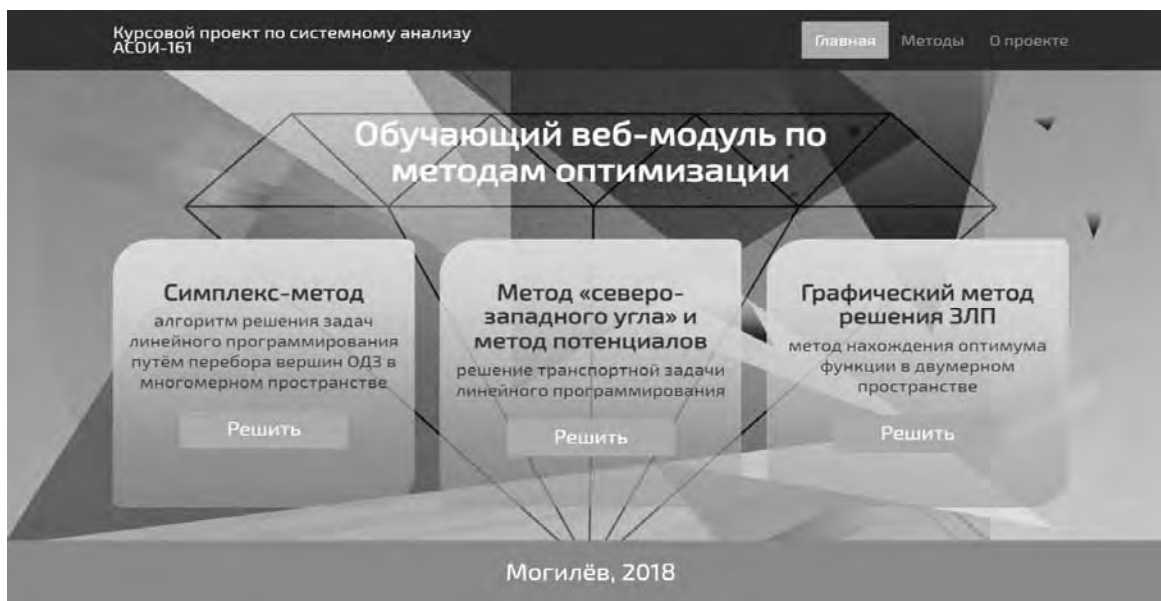 Курсовой проект по системному анализу
АСОИ-161
Главная
Методы
О проекте
Обучающий веб-модуль по
методам оптимизации
Симплекс-метод
алгоритм решения задач
линейного программирования
путём перебора вершин ОДЗ в
многомерном пространстве
Решить
Метод «северо-
западного угла» и
метод потенциалов
решение транспортной задачи
линейного программирования
Решить
Графический метод
решения ЗЛП
метод нахождения оптимума
функции в двумерном
пространстве
Решить
Могилёв, 2018